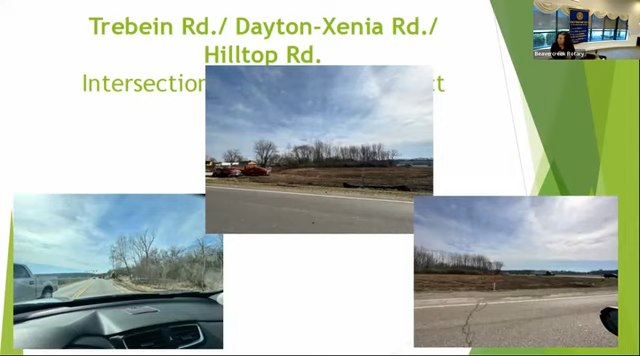 Trebein Rd./ Dayton-Xenia Rd./
Hilltop Rd.
Intersection
Beavercreek Rotary